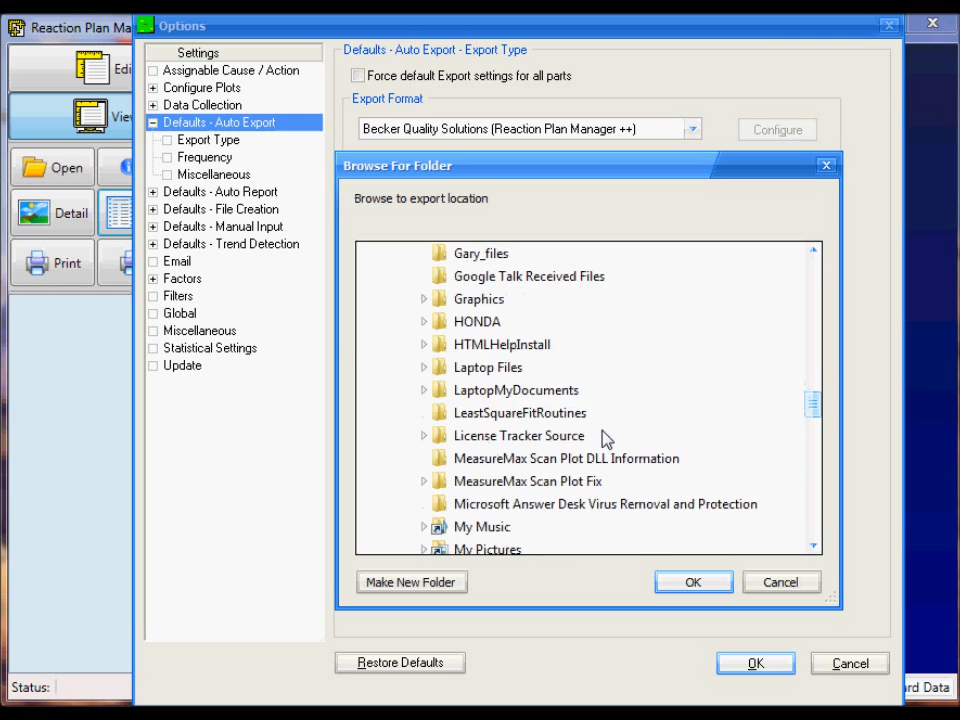 Reaction Plan Ma
Options
Edi
View
Open
Detail
Print
Status:
Settings
Assignable Cause / Action
Configure Plots
Data Collection
Defaults - Auto Export
Export Type
Frequency
Miscellaneous
Defaults - Auto Report
Defaults - File Creation
Defaults - Manual Input
Defaults - Trend Detection
Email
Factors
Filters
Global
Miscellaneous
Statistical Settings
Update
Defaults - Auto Export - Export Type
Force default Export settings for all parts
Export Format
Becker Quality Solutions (Reaction Plan Manager ++)
Configure
Browse For Folder
Browse to export location
Gary_files
Google Talk Received Files
Graphics
HONDA
HTMLHelpInstall
Laptop Files
LaptopMyDocuments
LeastSquareFitRoutines
License Tracker Source
MeasureMax Scan Plot DLL Information
MeasureMax Scan Plot Fix
Microsoft Answer Desk Virus Removal and Protection
My Music
My Pictures
Make New Folder
OK
Cancel
Restore Defaults
OK
Cancel
rd Data